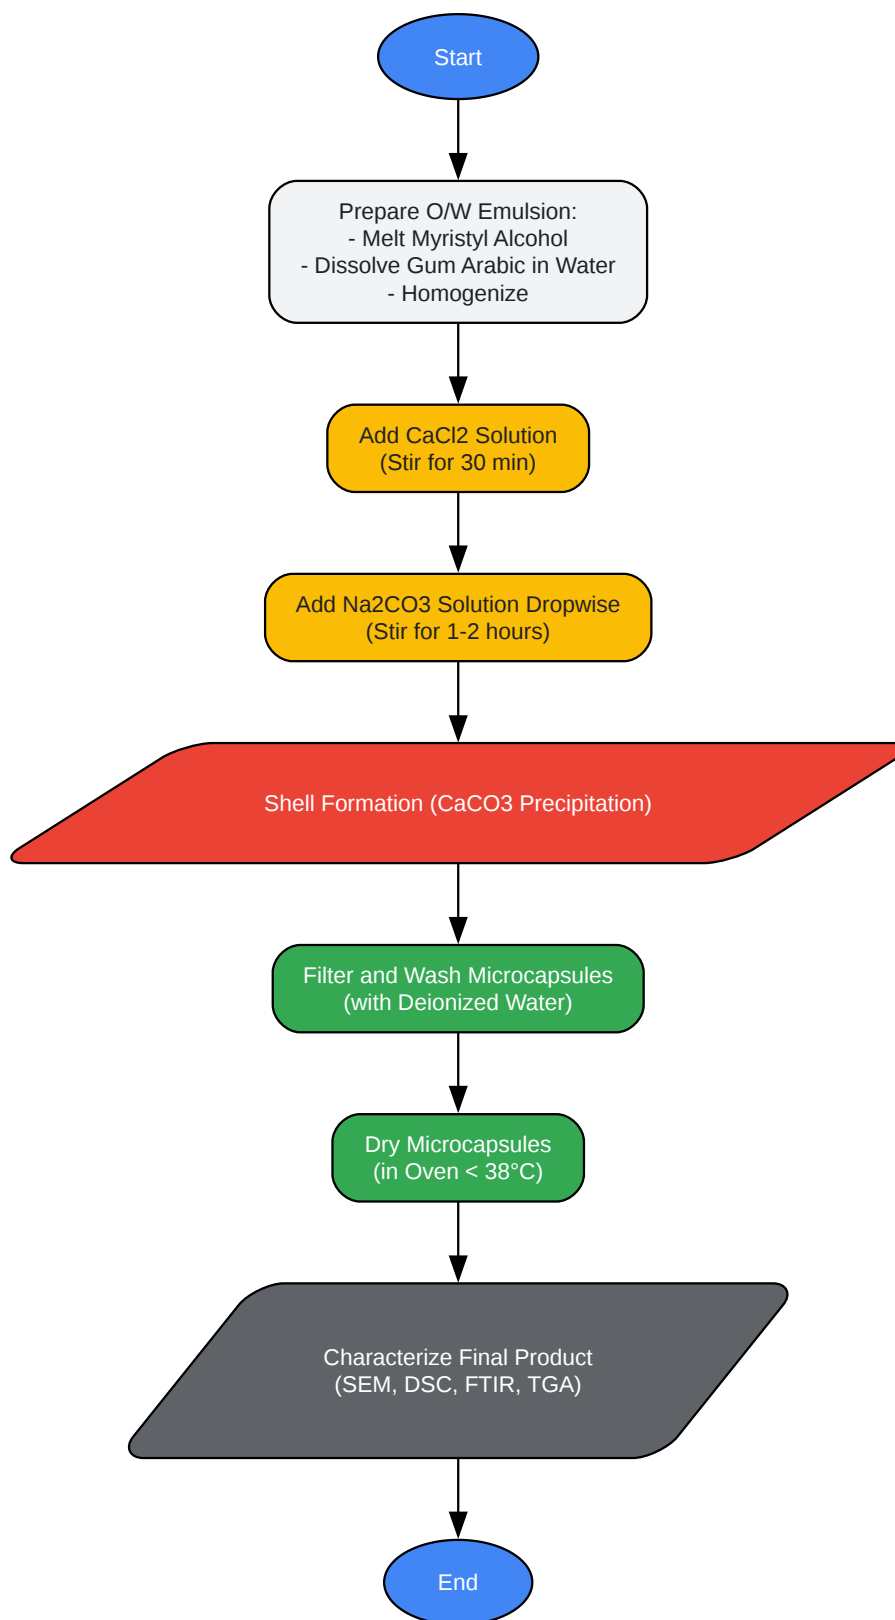 Start
Prepare O/W Emulsion:
- Melt Myristyl Alcohol
- Dissolve Gum Arabic in Water
- Homogenize
Add CaCl2 Solution
(Stir for 30 min)
Add Na2CO3 Solution Dropwise
(Stir for 1-2 hours)
Shell Formation (CaCO3 Precipitation)
Filter and Wash Microcapsules
(with Deionized Water)
Dry Microcapsules
(in Oven < 38°C)
Characterize Final Product
(SEM, DSC, FTIR, TGA)
End